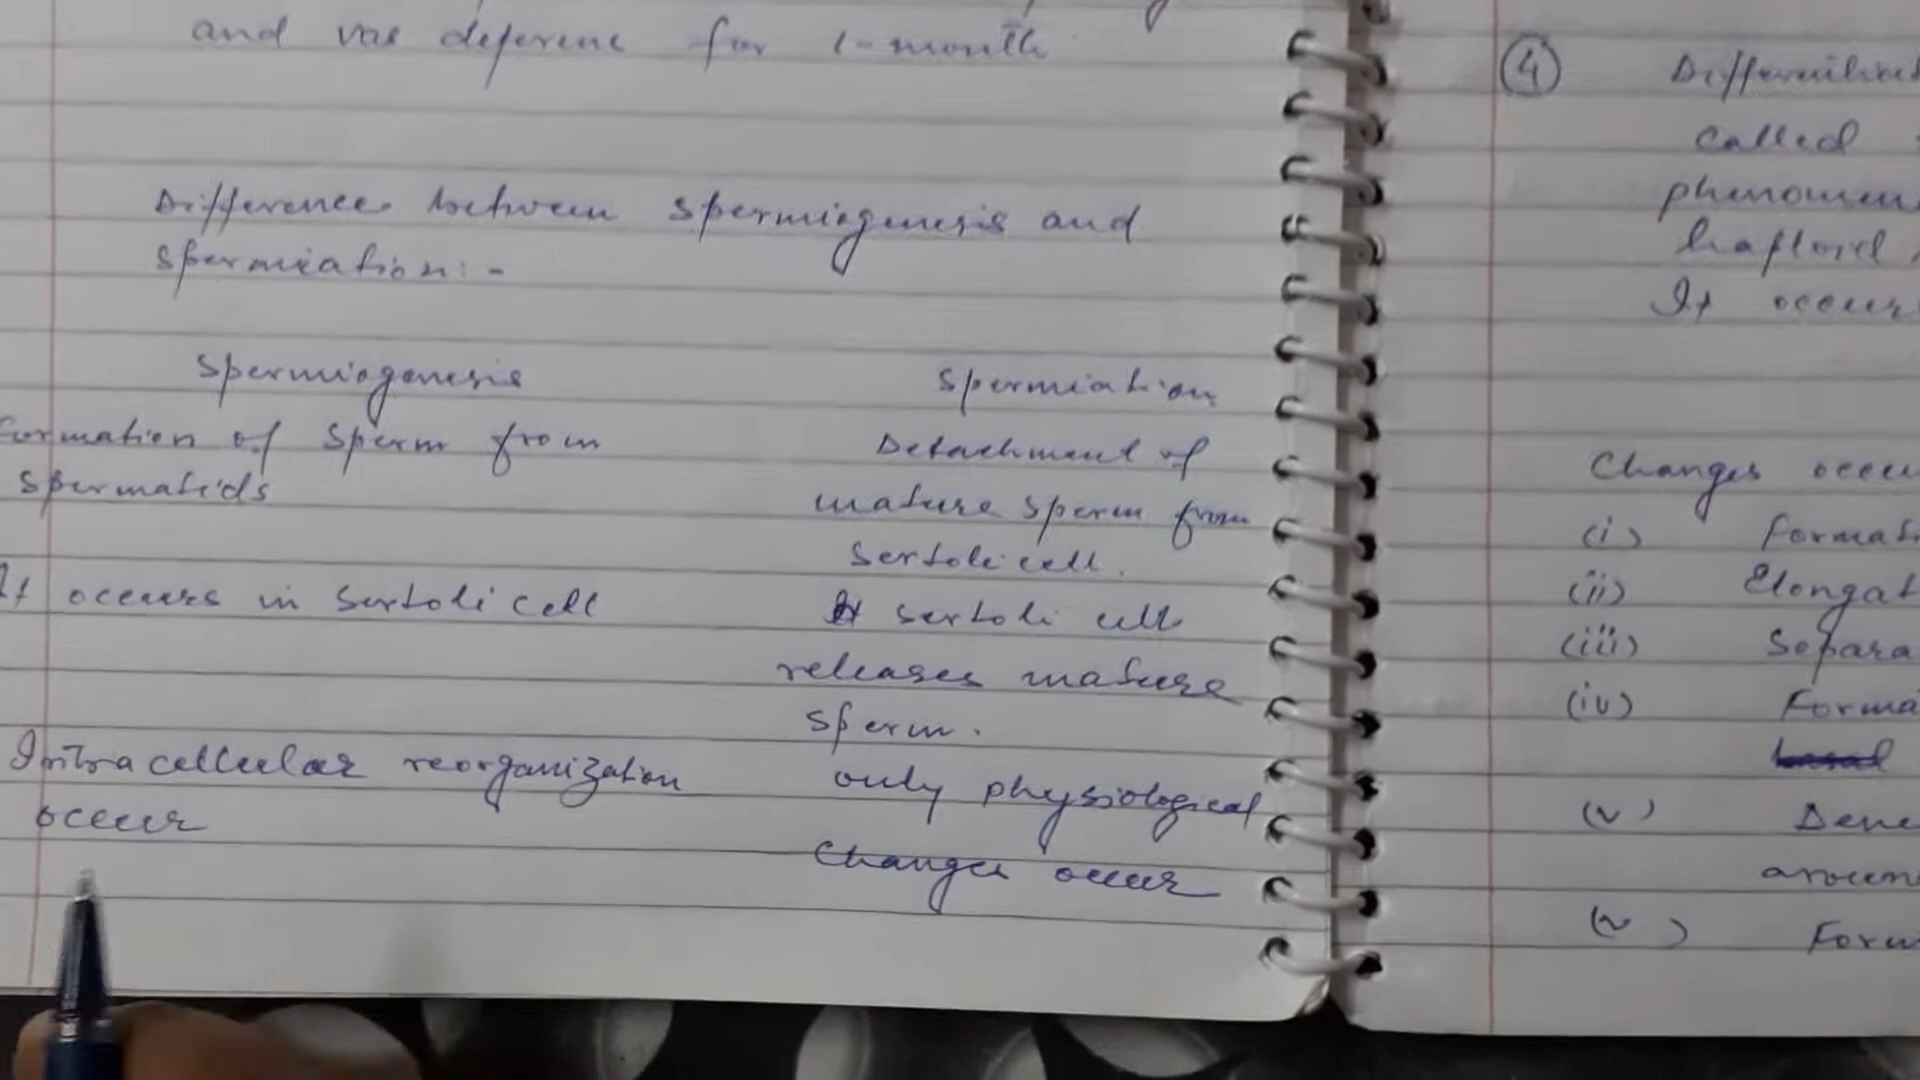 and vas deferenc for 1-month
Difference between spermiogenesis and
spermiation:-
Spermiogenesis
Spermiation
Formation of sperm from
spermatids
Detachment of
mature sperm from
Sertoli cell.
It occurs in Sertoli cell
Sertoli cell
releases mature
sperm.
Intracellular reorganization
occur
only physiological
Changes occur
4
called
haploid
It occur
Changes occu
(i) Format
(ii) Elongat
(iii) Separa
(iv) Forma
basal
(v) Deve
aroun
(v ) Form